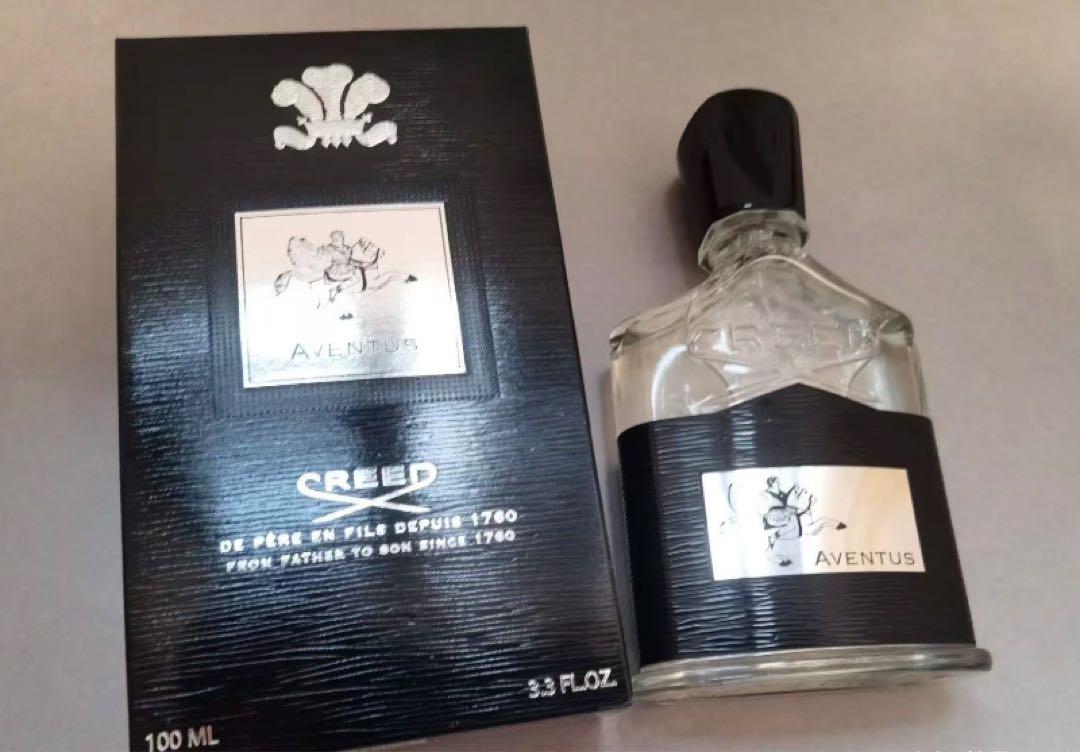 AVENTUS
CREED
DE PÈRE EN FILS DEPUIS 1760
FROM FATHER TO SON SINCE 1760
3.3 FL.OZ.
100 ML
CREED
AVENTUS